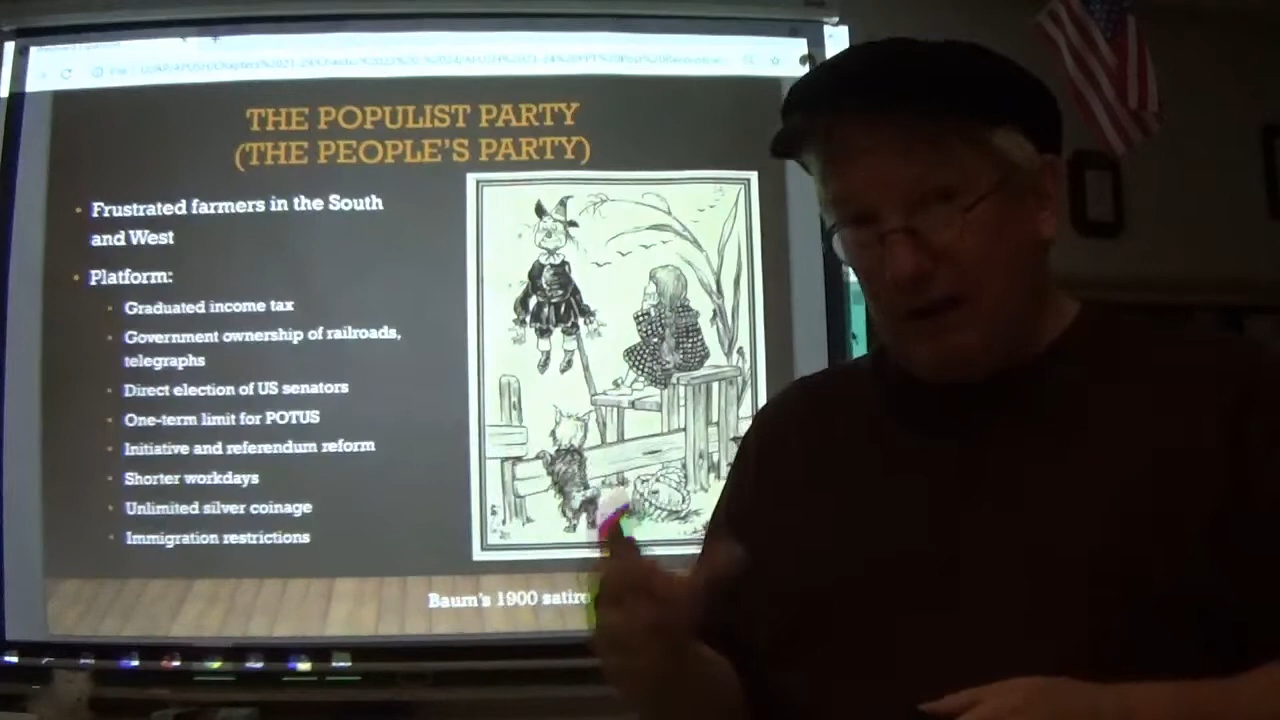 THE POPULIST PARTY
(THE PEOPLE'S PARTY)
• Frustrated farmers in the South
and West
• Platform:
• Graduated income tax
• Government ownership of railroads,
telegraphs
• Direct election of US senators
• One-term limit for POTUS
• Initiative and referendum reform
• Shorter workdays
• Unlimited silver coinage
• Immigration restrictions
Baum's 1900 satire